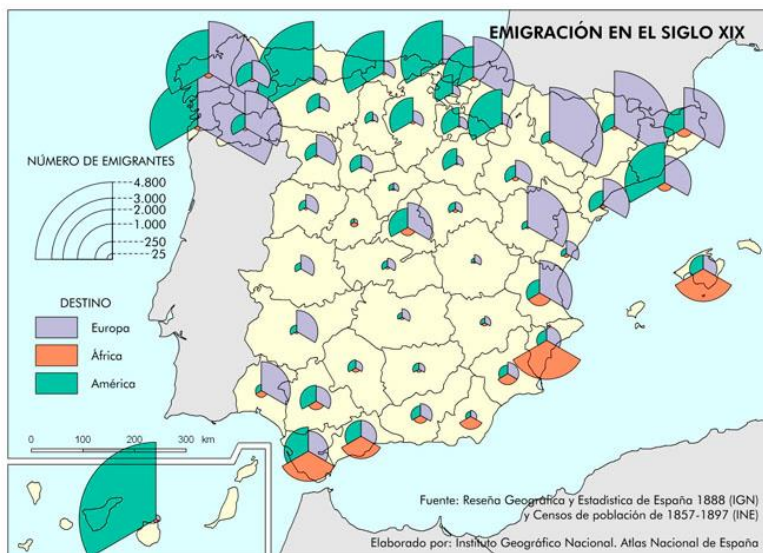 EMIGRACIÓN EN EL SIGLO XIX
NÚMERO DE EMIGRANTES
4.800
3.000
2.000
1.000
250
25
DESTINO
Europa
África
América
0 100 200 300 km
Fuente: Reseña Geográfica y Estadística de España 1888 (IGN)
y Censos de población de 1857-1897 (INE)
Elaborado por: Instituto Geográfico Nacional. Atlas Nacional de España